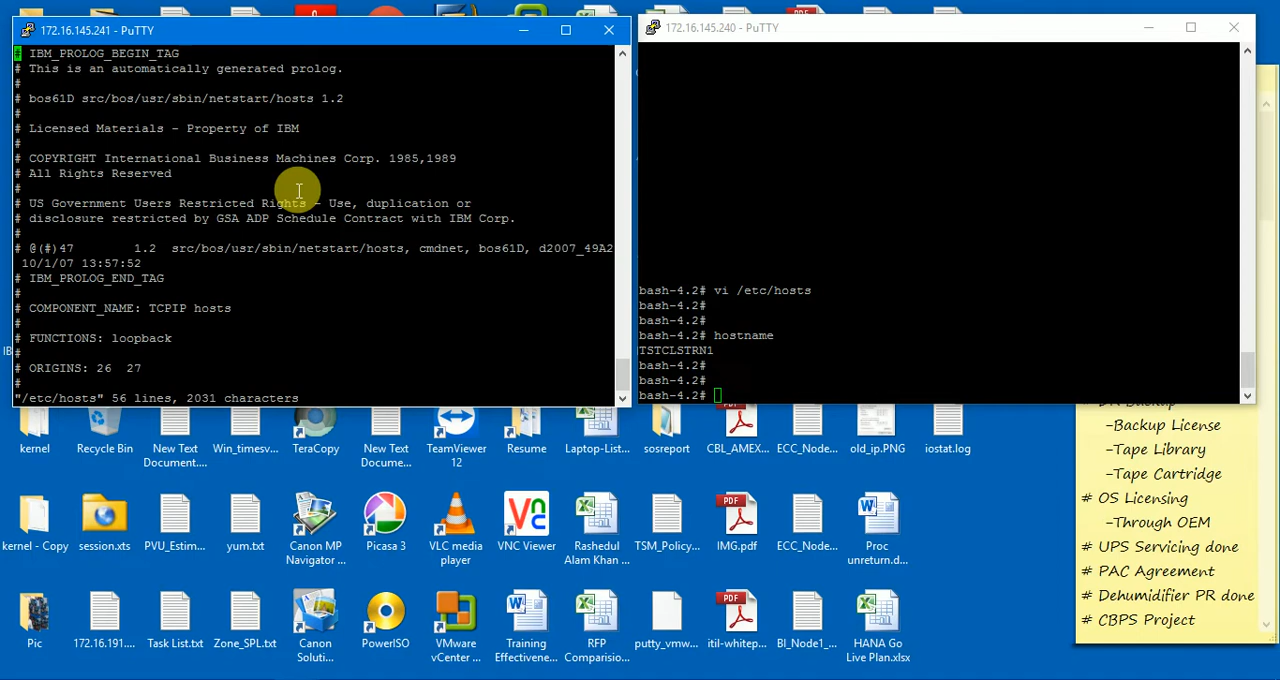 172.16.145.241 - PuTTY
# IBM_PROLOG_BEGIN_TAG
# This is an automatically generated prolog.
#
# bos61D src/bos/usr/sbin/netstart/hosts 1.2
#
# Licensed Materials - Property of IBM
#
# COPYRIGHT International Business Machines Corp. 1985,1989
# All Rights Reserved
#
# US Government Users Restricted Rights - Use, duplication or
# disclosure restricted by GSA ADP Schedule Contract with IBM Corp.
#
# @(#)47        1.2  src/bos/usr/sbin/netstart/hosts, cmdnet, bos61D, d2007_49A2
10/1/07 13:57:52
# IBM_PROLOG_END_TAG
#
# COMPONENT_NAME: TCPIP hosts
#
# FUNCTIONS: loopback
#
# ORIGINS: 26  27
#
"/etc/hosts" 56 lines, 2031 characters
172.16.145.240 - PuTTY
bash-4.2# vi /etc/hosts
bash-4.2#
bash-4.2#
bash-4.2# hostname
TSTCLSTRN1
bash-4.2#
bash-4.2#
bash-4.2#
kernel
Recycle Bin
New Text
Document....
Win_timesv...
TeraCopy
New Text
Docume...
TeamViewer
12
Resume
Laptop-List...
sosreport
CBL_AMEX...
ECC_Node...
old_ip.PNG
iostat.log
kernel - Copy
session.xts
PVU_Estim...
yum.txt
Canon MP
Navigator ...
Picasa 3
VLC media
player
VNC Viewer
Rashedul
Alam Khan ...
TSM_Policy...
IMG.pdf
ECC_Node...
Proc
unreturn.d...
Pic
172.16.191....
Task List.txt
Zone_SPL.txt
Canon
Soluti...
PowerISO
VMware
vCenter ...
Training
Effectivene...
RFP
Comparisio...
putty_vmw...
itil-whitep...
BI_Node1_...
HANA Go
Live Plan.xlsx
-Backup License
-Tape Library
-Tape Cartridge
# OS Licensing
-Through OEM
# UPS Servicing done
# PAC Agreement
# Dehumidifier PR done
# CBPS Project